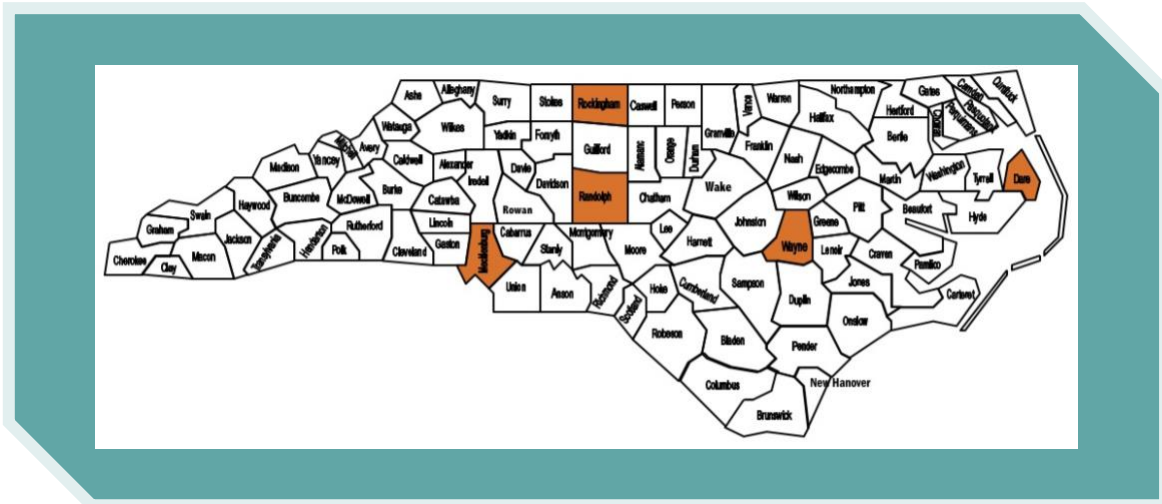 Ashe
Alleghany
Surry
Stokes
Rockingham
Caswell
Person
Vance
Warren
Northampton
Gates
Camden
Currituck
Pasquotank
Perquimans
Hertford
Halifax
Granville
Watauga
Wilkes
Yadkin
Forsyth
Guilford
Alamanc
Orange
Durham
Franklin
Bertie
Mitchell
Avery
Yancey
Madison
Caldwell
Alexander
Iredell
Davie
Davidson
Randolph
Chatham
Wake
Nash
Edgecombe
Martin
Washington
Tyrrell
Dare
Swain
Haywood
Buncombe
McDowell
Burke
Catawba
Rowan
Wilson
Pitt
Beaufort
Hyde
Graham
Jackson
Transylvania
Henderson
Rutherford
Polk
Cleveland
Lincoln
Gaston
Mecklenburg
Cabarrus
Stanly
Montgomery
Moore
Lee
Harnett
Johnston
Wayne
Greene
Lenoir
Craven
Pamlico
Cherokee
Clay
Macon
Union
Anson
Richmond
Scotland
Hoke
Cumberland
Sampson
Duplin
Jones
Onslow
Carteret
Robeson
Bladen
Pender
Columbus
New Hanover
Brunswick